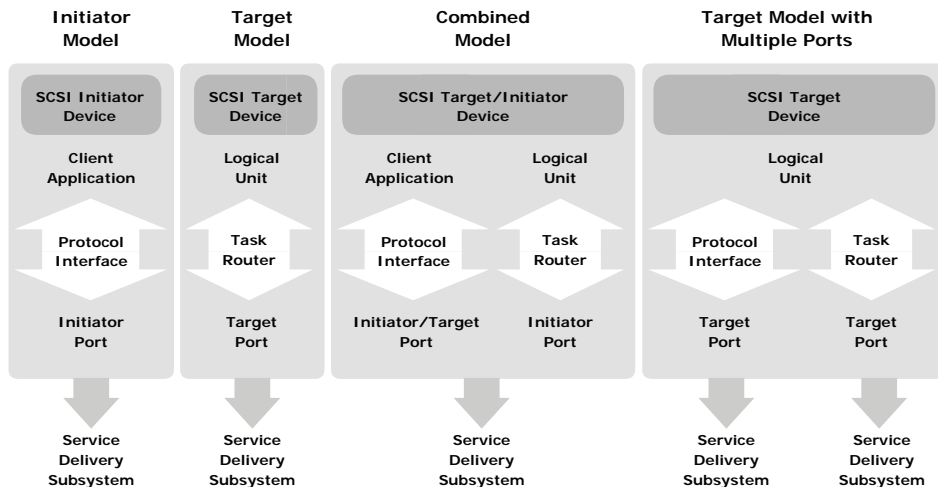 Initiator
Model
Target
Model
Combined
Model
Target Model with
Multiple Ports
SCSI Initiator
Device
SCSI Target
Device
SCSI Target/Initiator
Device
SCSI Target
Device
Client
Application
Logical
Unit
Client
Application
Logical
Unit
Logical
Unit
Protocol
Interface
Task
Router
Protocol
Interface
Task
Router
Protocol
Interface
Task
Router
Initiator
Port
Target
Port
Initiator/Target
Port
Initiator
Port
Target
Port
Target
Port
Service
Delivery
Subsystem
Service
Delivery
Subsystem
Service
Delivery
Subsystem
Service
Delivery
Subsystem
Service
Delivery
Subsystem